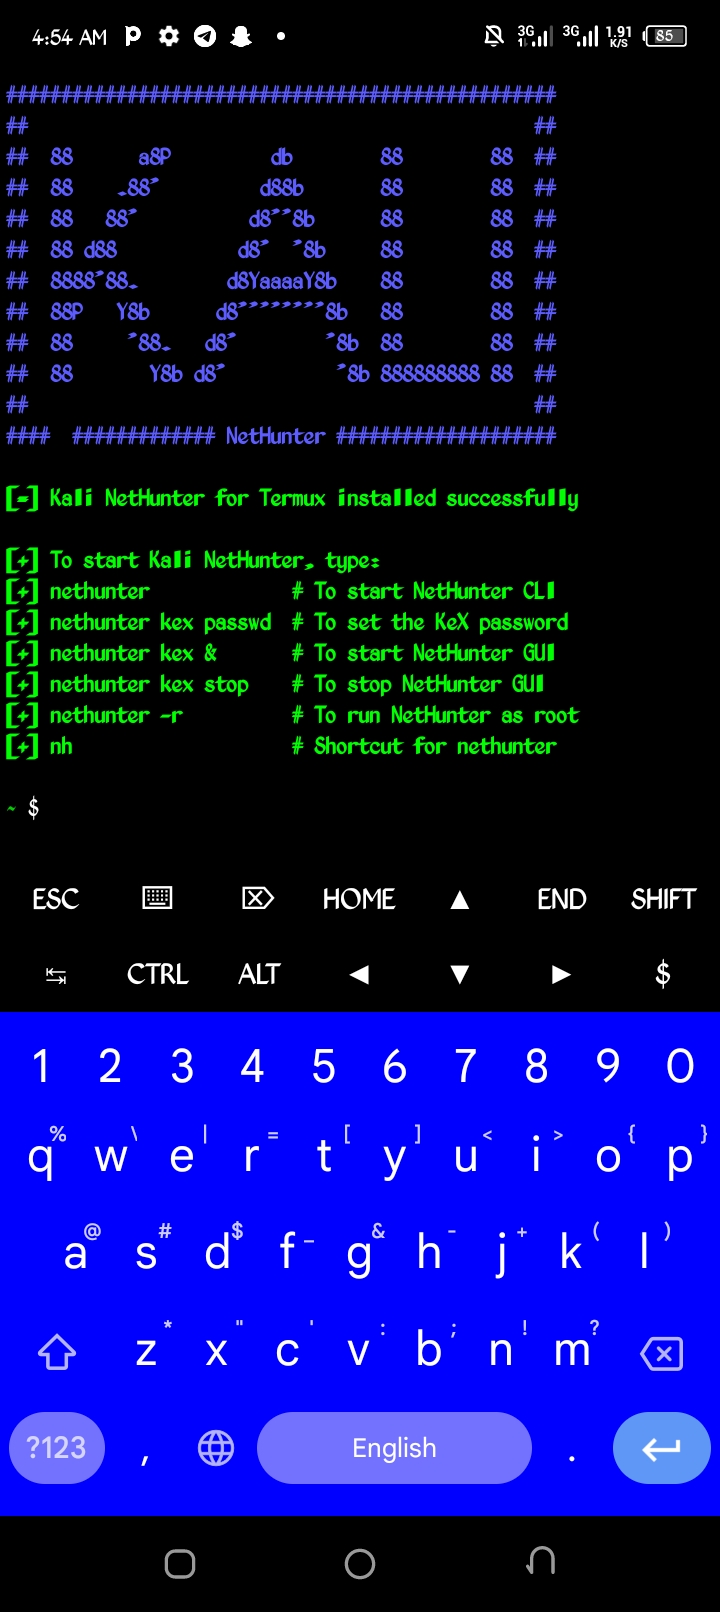 4:54 AM
3G 3G 1.91 K/S 85
##################################################
##                                              ##
##  88      a8P         db        88        88  ##
##  88    .88'         d88b       88        88  ##
##  88   88'          d8''8b      88        88  ##
##  88 d88           d8'  '8b     88        88  ##
##  8888'88.        d8YaaaaY8b    88        88  ##
##  88P   Y8b      d8''''''''8b   88        88  ##
##  88     '88.   d8'        '8b  88        88  ##
##  88       Y8b d8'          '8b 888888888 88  ##
##                                              ##
####  ############# NetHunter ####################
[=] Kali NetHunter for Termux installed successfully
[+] To start Kali NetHunter, type:
[+] nethunter             # To start NetHunter CLI
[+] nethunter kex passwd  # To set the KeX password
[+] nethunter kex &       # To start NetHunter GUI
[+] nethunter kex stop    # To stop NetHunter GUI
[+] nethunter -r          # To run NetHunter as root
[+] nh                    # Shortcut for nethunter
~ $
ESC HOME ▲ END SHIFT
CTRL ALT ◀ ▼ ▶ $
1 2 3 4 5 6 7 8 9 0
% \ | = [ ] < > { }
q w e r t y u i o p
@ # $ _ & - + ( )
a s d f g h j k l
* " ' : ; ! ?
z x c v b n m
?123 , English .